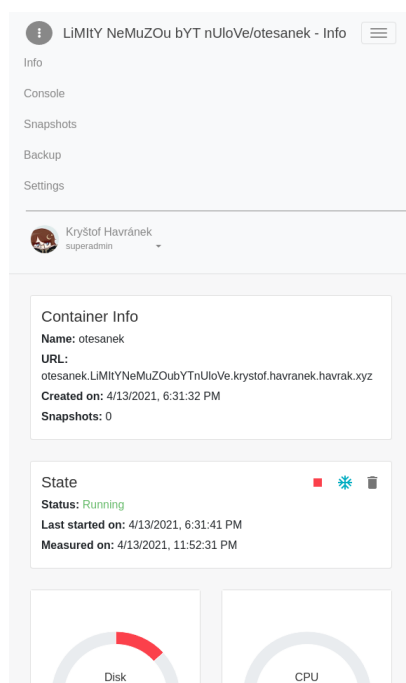 LiMItY NeMuZOu bYT nUloVe/otesanek - Info
Info
Console
Snapshots
Backup
Settings
Kryštof Havránek
superadmin
Container Info
Name: otesanek
URL:
otesanek.LiMItYNeMuZOubYTnUloVe.krystof.havranek.havrak.xyz
Created on: 4/13/2021, 6:31:32 PM
Snapshots: 0
State
Status: Running
Last started on: 4/13/2021, 6:31:41 PM
Measured on: 4/13/2021, 11:52:31 PM
Disk
CPU